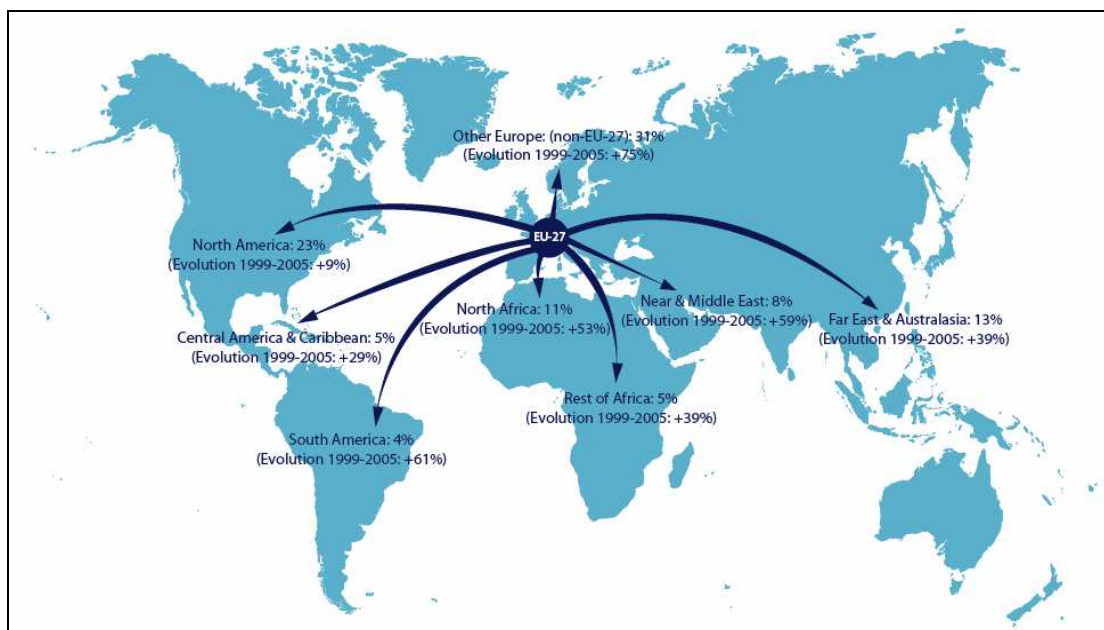 Other Europe: (non-EU-27): 31%
(Evolution 1999-2005: +75%)
EU-27
North America: 23%
(Evolution 1999-2005: +9%)
North Africa: 11%
(Evolution 1999-2005: +53%)
Near & Middle East: 8%
(Evolution 1999-2005: +59%)
Far East & Australasia: 13%
(Evolution 1999-2005: +39%)
Central America & Caribbean: 5%
(Evolution 1999-2005: +29%)
Rest of Africa: 5%
(Evolution 1999-2005: +39%)
South America: 4%
(Evolution 1999-2005: +61%)